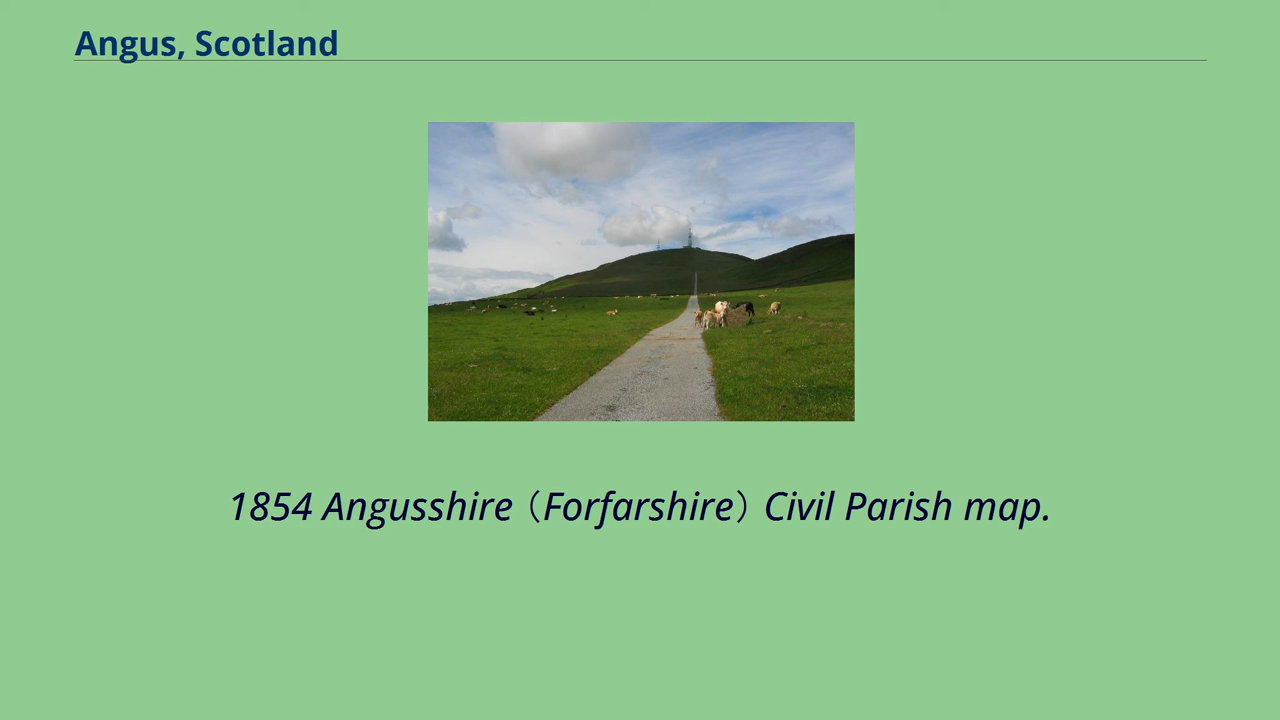 Angus, Scotland
1854 Angusshire（Forfarshire）Civil Parish map.